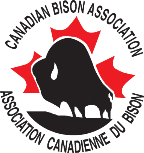 CANADIAN BISON ASSOCIATION
ASSOCIATION CANADIENNE DU BISON